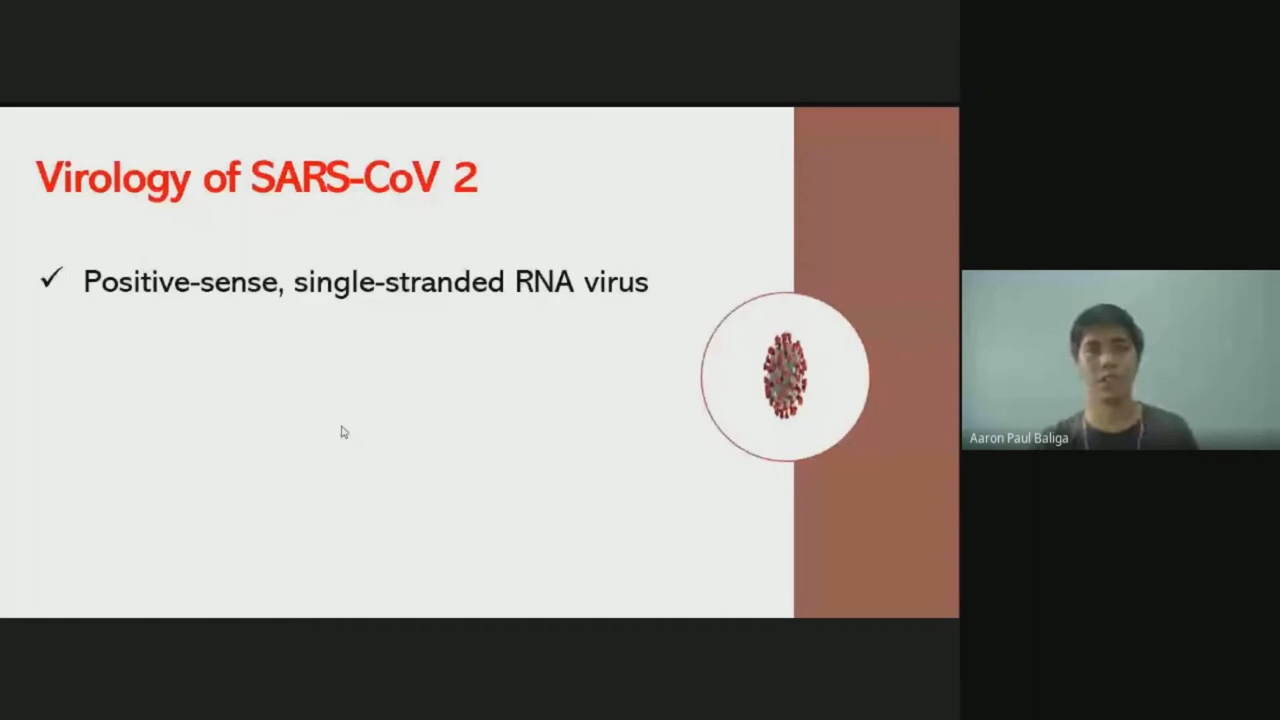 Virology of SARS-CoV 2
✓ Positive-sense, single-stranded RNA virus
Aaron Paul Baliga